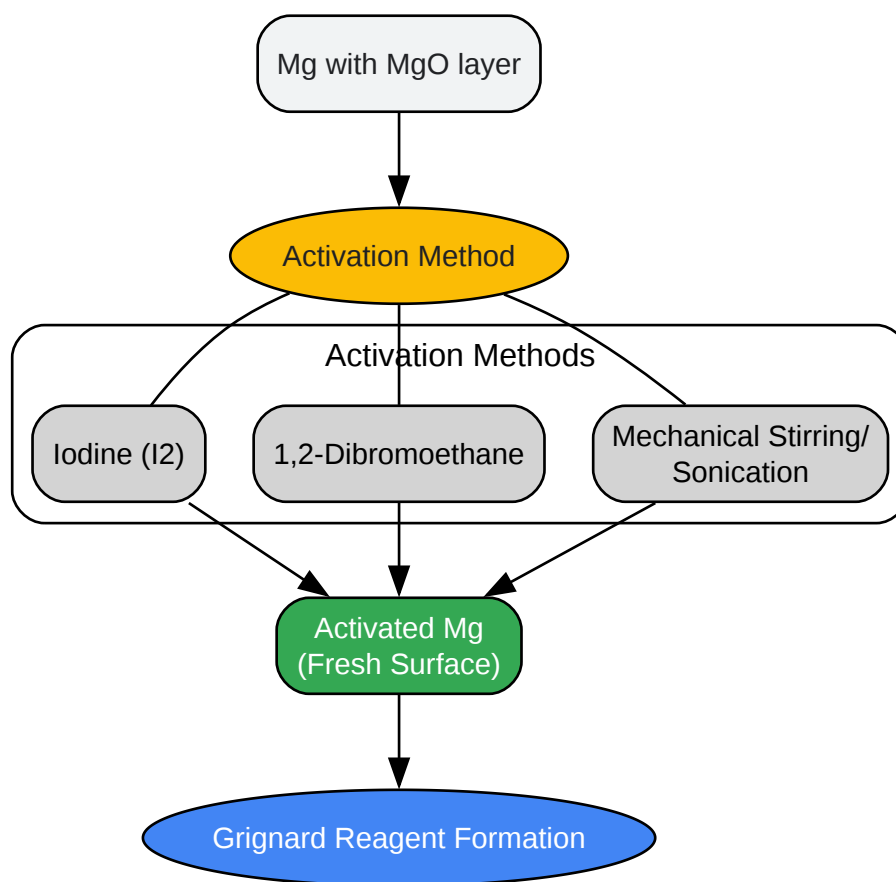 Mg with MgO layer
Activation Method
Activation Methods
Iodine (I2)
1,2-Dibromoethane
Mechanical Stirring/
Sonication
Activated Mg
(Fresh Surface)
Grignard Reagent Formation